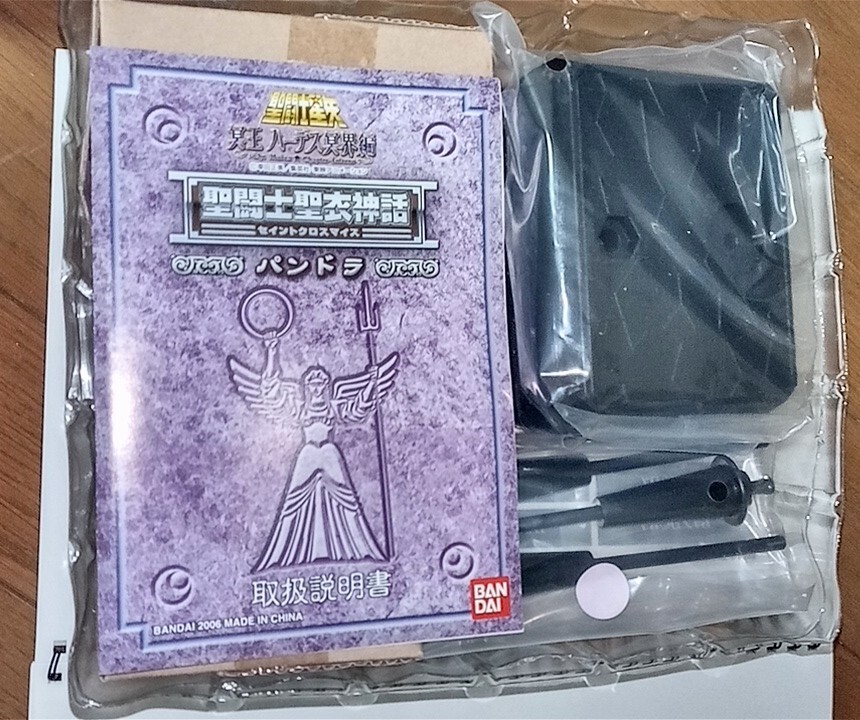 聖闘士星矢
冥王 ハーデス冥界編
聖闘士聖衣神話
セイントクロスマイス
パンドラ
取扱説明書
BANDAI 2006 MADE IN CHINA
BAN
DAI